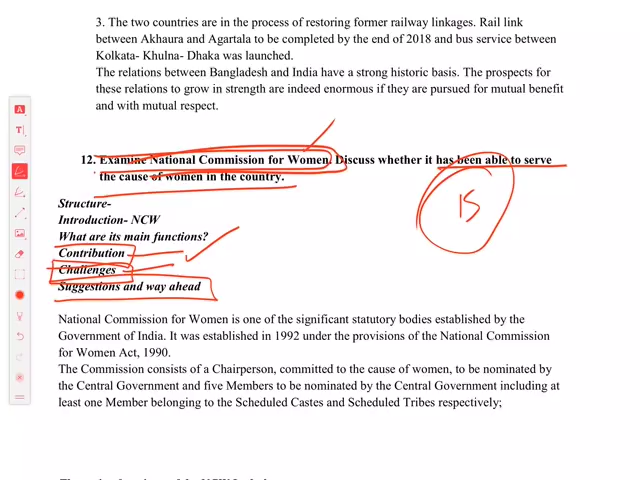 3. The two countries are in the process of restoring former railway linkages. Rail link
between Akhaura and Agartala to be completed by the end of 2018 and bus service between
Kolkata- Khulna- Dhaka was launched.
The relations between Bangladesh and India have a strong historic basis. The prospects for
these relations to grow in strength are indeed enormous if they are pursued for mutual benefit
and with mutual respect.
12. Examine National Commission for Women. Discuss whether it has been able to serve
the cause of women in the country.
15
Structure-
Introduction- NCW
What are its main functions?
Contribution
Challenges
Suggestions and way ahead
National Commission for Women is one of the significant statutory bodies established by the
Government of India. It was established in 1992 under the provisions of the National Commission
for Women Act, 1990.
The Commission consists of a Chairperson, committed to the cause of women, to be nominated by
the Central Government and five Members to be nominated by the Central Government including at
least one Member belonging to the Scheduled Castes and Scheduled Tribes respectively;